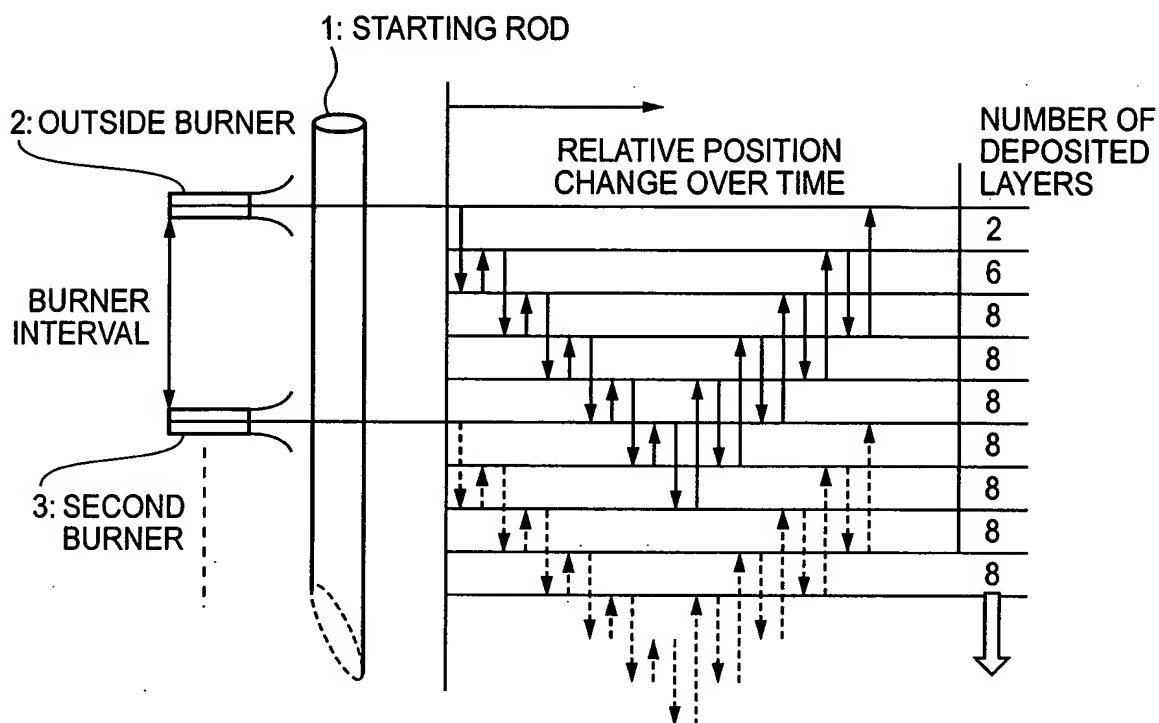 1: STARTING ROD
2: OUTSIDE BURNER
BURNER
INTERVAL
3: SECOND
BURNER
RELATIVE POSITION
CHANGE OVER TIME
NUMBER OF
DEPOSITED
LAYERS
2
6
8
8
8
8
8
8
8